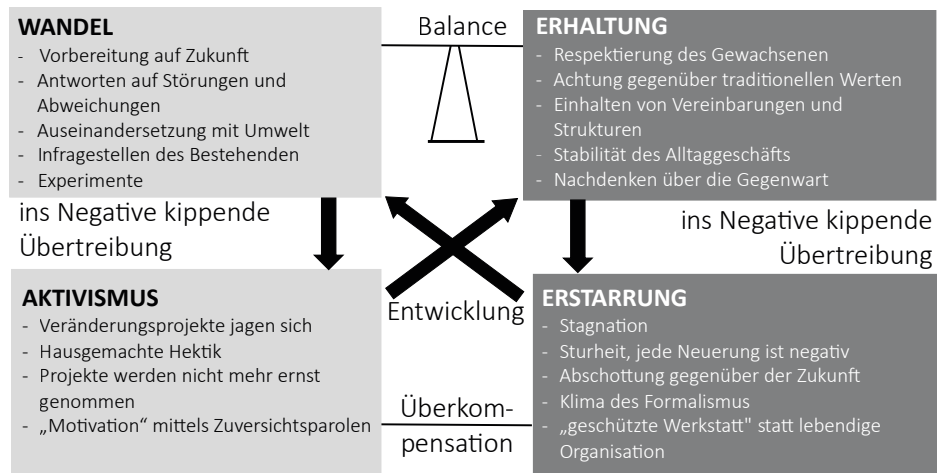 WANDEL
- Vorbereitung auf Zukunft
- Antworten auf Störungen und
Abweichungen
- Auseinandersetzung mit Umwelt
- Infragestellen des Bestehenden
- Experimente
Balance
ERHALTUNG
- Respektierung des Gewachsenen
- Achtung gegenüber traditionellen Werten
- Einhalten von Vereinbarungen und
Strukturen
- Stabilität des Alltaggeschäfts
- Nachdenken über die Gegenwart
ins Negative kippende
Übertreibung
ins Negative kippende
Übertreibung
Entwicklung
AKTIVISMUS
- Veränderungsprojekte jagen sich
- Hausgemachte Hektik
- Projekte werden nicht mehr ernst
genommen
- „Motivation“ mittels Zuversichtsparolen
Überkom-
pensation
ERSTARRUNG
- Stagnation
- Sturheit, jede Neuerung ist negativ
- Abschottung gegenüber der Zukunft
- Klima des Formalismus
- „geschützte Werkstatt" statt lebendige
Organisation